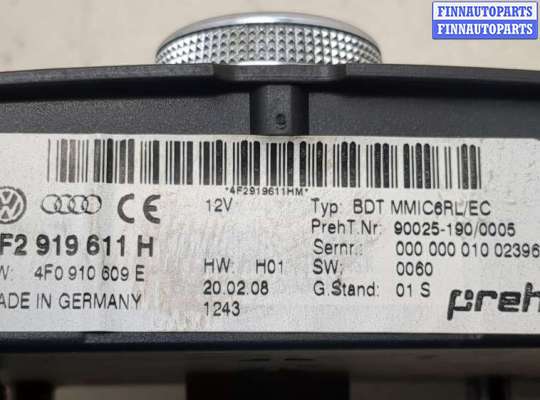 FINNAUTOPARTS
FINNAUTOPARTS
*4F2919611HM*
12V
Typ: BDT MMIC6RL/EC
PrehT.Nr: 90025-190/0005
F2 919 611 H
Sernr.: 000 000 010 02396
W: 4F0 910 609 E
HW: H01
SW: 0060
ADE IN GERMANY
20.02.08
G.Stand: 01 S
1243
preh